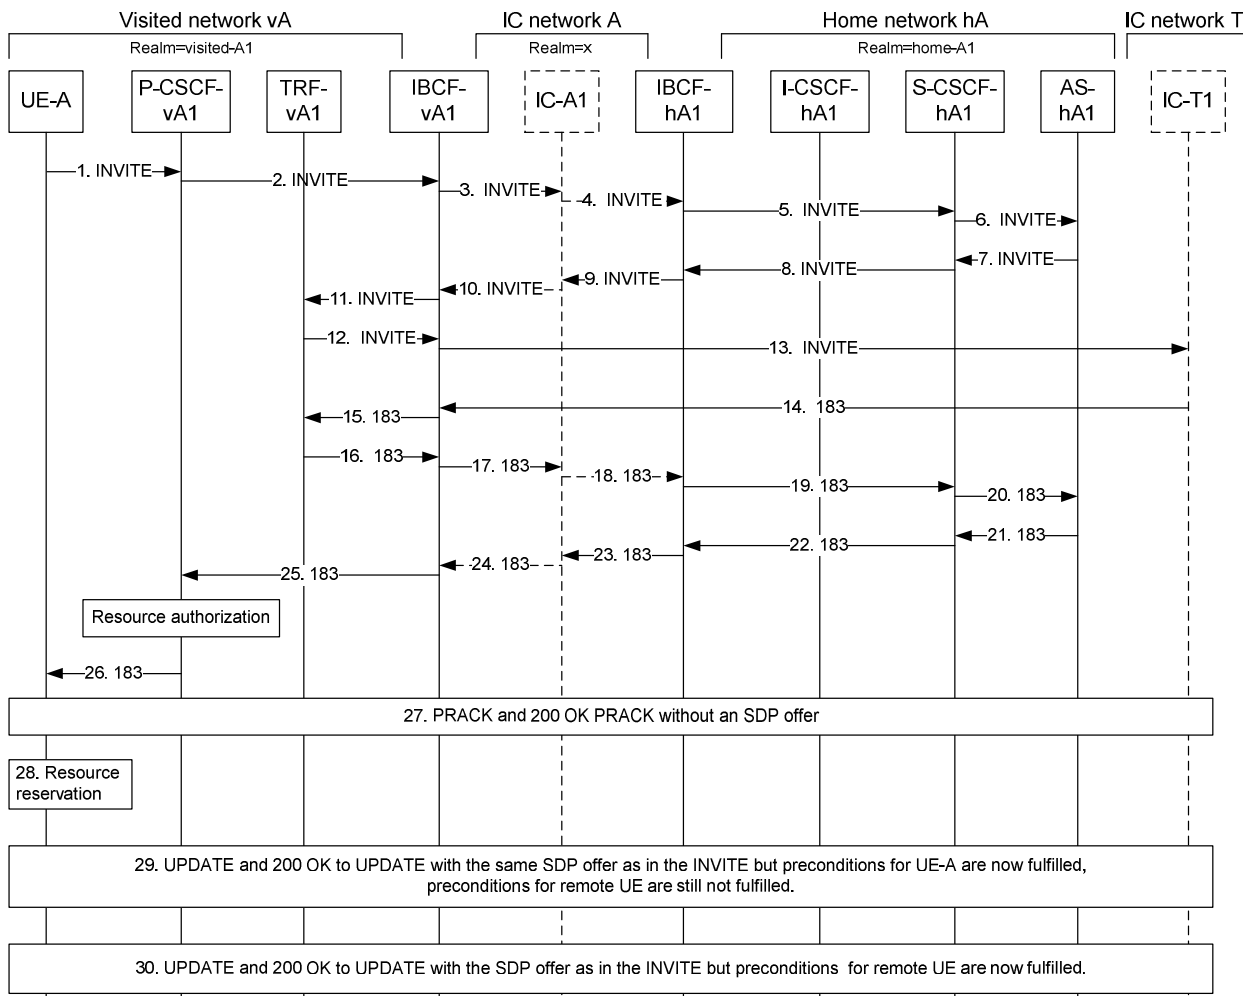 Visited network vA
IC network A
Home network hA
IC network T
Realm=visited-A1
Realm=x
Realm=home-A1
UE-A
P-CSCF-
vA1
TRF-
vA1
IBCF-
vA1
IC-A1
IBCF-
hA1
I-CSCF-
hA1
S-CSCF-
hA1
AS-
hA1
IC-T1
1. INVITE
2. INVITE
3. INVITE
4. INVITE
5. INVITE
6. INVITE
7. INVITE
8. INVITE
9. INVITE
10. INVITE
11. INVITE
12. INVITE
13. INVITE
14. 183
15. 183
16. 183
17. 183
18. 183
19. 183
20. 183
21. 183
22. 183
23. 183
24. 183
25. 183
Resource authorization
26. 183
27. PRACK and 200 OK PRACK without an SDP offer
28. Resource
reservation
29. UPDATE and 200 OK to UPDATE with the same SDP offer as in the INVITE but preconditions for UE-A are now fulfilled,
preconditions for remote UE are still not fulfilled.
30. UPDATE and 200 OK to UPDATE with the SDP offer as in the INVITE but preconditions for remote UE are now fulfilled.